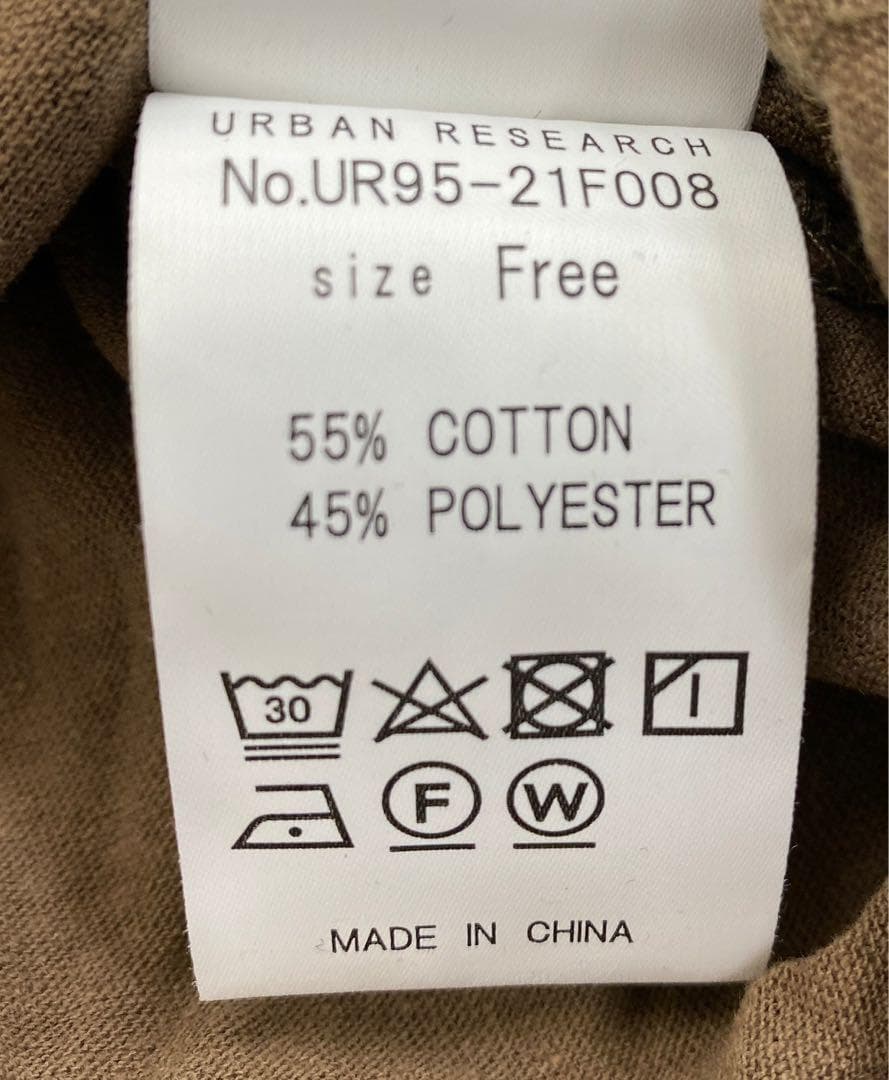 URBAN RESEARCH
No.UR95-21F008
size Free
55% COTTON
45% POLYESTER
30
F W
MADE IN CHINA